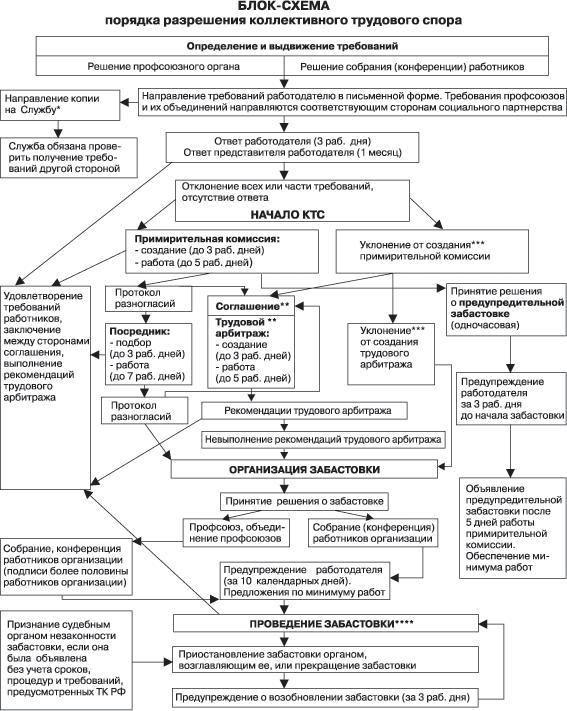 БЛОК-СХЕМА
порядка разрешения коллективного трудового спора
Определение и выдвижение требований
Решение профсоюзного органа
Решение собрания (конференции) работников
Направление копии
на Службу*
Направление требований работодателю в письменной форме. Требования профсоюзов
и их объединений направляются соответствующим сторонам социального партнерства
Служба обязана прове-
рить получение требо-
ваний другой стороной
Ответ работодателя (3 раб. дня)
Ответ представителя работодателя (1 месяц)
Отклонение всех или части требований,
отсутствие ответа
НАЧАЛО КТС
Примирительная комиссия:
- создание (до 3 раб. дней)
- работа (до 5 раб. дней)
Уклонение от создания***
примирительной комиссии
Удовлетворение
требований
работников,
заключение
между сторонами
соглашения,
выполнение
рекомендаций
трудового
арбитража
Протокол
разногласий
Посредник:
- подбор
(до 3 раб. дней)
- работа
(до 7 раб. дней)
Протокол
разногласий
Соглашение**
Трудовой **
арбитраж:
- создание
(до 3 раб. дней)
- работа
(до 5 раб. дней)
Уклонение***
от создания
трудового
арбитража
Принятие решения
о предупредительной
забастовке
(одночасовая)
Предупреждение
работодателя
за 3 раб. дня
до начала забастовки
Объявление
предупредительной
забастовки после
5 дней работы
примирительной
комиссии.
Обеспечение ми-
нимума работ
Рекомендации трудового арбитража
Невыполнение рекомендаций трудового арбитража
ОРГАНИЗАЦИЯ ЗАБАСТОВКИ
Принятие решения о забастовке
Профсоюз, объеди-
нение профсоюзов
Собрание (конференция)
работников организации
Собрание, конференция
работников организации
(подписи более половины
работников организации)
Предупреждение работодателя
(за 10 календарных дней).
Предложения по минимуму работ
ПРОВЕДЕНИЕ ЗАБАСТОВКИ****
Признание судебным
органом незаконности
забастовки, если она
была объявлена
без учета сроков,
процедур и требований,
предусмотренных ТК РФ
Приостановление забастовки органом,
возглавляющим ее, или прекращение забастовки
Предупреждение о возобновлении забастовки (за 3 раб. дня)